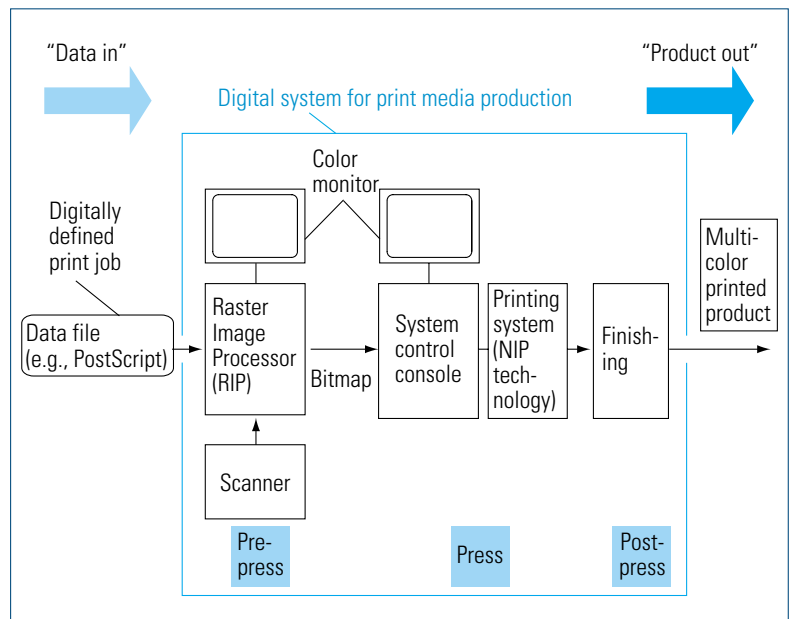 “Data in”
“Product out”
Digital system for print media production
Color
monitor
Digitally
defined
print job
Multi-
color
printed
product
Data file
(e.g., PostScript)
Raster
Image
Processor
(RIP)
Bitmap
System
control
console
Printing
system
(NIP
tech-
nology)
Finish-
ing
Scanner
Pre-
press
Press
Post-
press